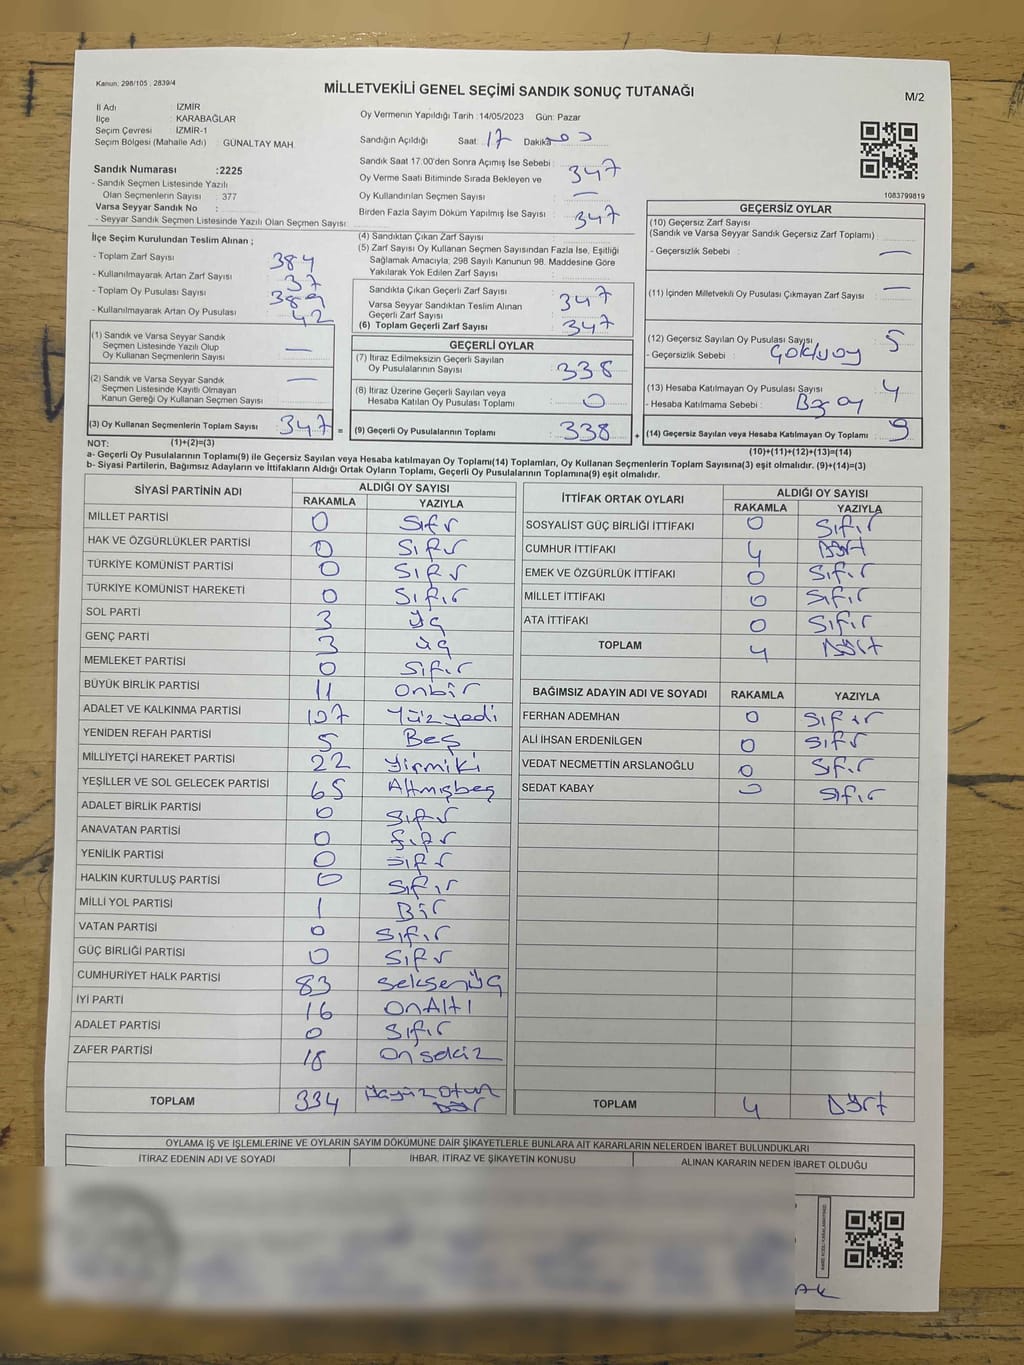 Kanun: 298/105 ; 2839/4
MİLLETVEKİLİ GENEL SEÇİMİ SANDIK SONUÇ TUTANAĞI
M/2
İl Adı : İZMİR
İlçe : KARABAĞLAR
Seçim Çevresi : İZMİR-1
Seçim Bölgesi (Mahalle Adı) : GÜNALTAY MAH.
Oy Vermenin Yapıldığı Tarih : 14/05/2023 Gün: Pazar
Sandığın Açıldığı Saat: 17 Dakika 00
Sandık Saat 17.00'den Sonra Açımış İse Sebebi :
Oy Verme Saati Bitiminde Sırada Bekleyen ve
Oy Kullandırılan Seçmen Sayısı
347
—
Birden Fazla Sayım Döküm Yapılmış İse Sayısı :
347
Sandık Numarası :2225
- Sandık Seçmen Listesinde Yazılı
Olan Seçmenlerin Sayısı : 377
Varsa Seyyar Sandık No :
- Seyyar Sandık Seçmen Listesinde Yazılı Olan Seçmen Sayısı:
1083799819
İlçe Seçim Kurulundan Teslim Alınan ;
- Toplam Zarf Sayısı : 384
- Kullanılmayarak Artan Zarf Sayısı : 37
- Toplam Oy Pusulası Sayısı : 389
- Kullanılmayarak Artan Oy Pusulası : 42
(1) Sandık ve Varsa Seyyar Sandık
Seçmen Listesinde Yazılı Olup
Oy Kullanan Seçmenlerin Sayısı : —
(2) Sandık ve Varsa Seyyar Sandık
Seçmen Listesinde Kayıtlı Olmayan
Kanun Gereği Oy Kullanan Seçmen Sayısı : —
(3) Oy Kullanan Seçmenlerin Toplam Sayısı : 347 =
(4) Sandıktan Çıkan Zarf Sayısı :
(5) Zarf Sayısı Oy Kullanan Seçmen Sayısından Fazla İse, Eşitliği
Sağlamak Amacıyla, 298 Sayılı Kanunun 98. Maddesine Göre
Yakılarak Yok Edilen Zarf Sayısı :
Sandıkta Çıkan Geçerli Zarf Sayısı :
Varsa Seyyar Sandıktan Teslim Alınan
Geçerli Zarf Sayısı : 347
(6) Toplam Geçerli Zarf Sayısı : 347
GEÇERLİ OYLAR
(7) İtiraz Edilmeksizin Geçerli Sayılan
Oy Pusulalarının Sayısı : 338
(8) İtiraz Üzerine Geçerli Sayılan veya
Hesaba Katılan Oy Pusulası Toplamı : 0
(9) Geçerli Oy Pusulalarının Toplamı : 338 +
GEÇERSİZ OYLAR
(10) Geçersiz Zarf Sayısı
(Sandık ve Varsa Seyyar Sandık Geçersiz Zarf Toplamı)
- Geçersizlik Sebebi : —
(11) İçinden Milletvekili Oy Pusulası Çıkmayan Zarf Sayısı : —
(12) Geçersiz Sayılan Oy Pusulası Sayısı : 5
- Geçersizlik Sebebi :
(13) Hesaba Katılmayan Oy Pusulası Sayısı : 4
- Hesaba Katılmama Sebebi :
(14) Geçersiz Sayılan veya Hesaba Katılmayan Oy Toplamı : 9
NOT: (1)+(2)=(3)
(10)+(11)+(12)+(13)=(14)
a- Geçerli Oy Pusulalarının Toplamı(9) ile Geçersiz Sayılan veya Hesaba katılmayan Oy Toplamı(14) Toplamları, Oy Kullanan Seçmenlerin Toplam Sayısına(3) eşit olmalıdır. (9)+(14)=(3)
b- Siyasi Partilerin, Bağımsız Adayların ve İttifakların Aldığı Ortak Oyların Toplamı, Geçerli Oy Pusulalarının Toplamına(9) eşit olmalıdır.
SİYASİ PARTİNİN ADI ALDIĞI OY SAYISI
RAKAMLA YAZIYLA
MİLLET PARTİSİ 0 Sıfır
HAK VE ÖZGÜRLÜKLER PARTİSİ 0 Sıfır
TÜRKİYE KOMÜNİST PARTİSİ 0 Sıfır
TÜRKİYE KOMÜNİST HAREKETİ 0 Sıfır
SOL PARTİ 3 üç
GENÇ PARTİ 3 üç
MEMLEKET PARTİSİ 0 Sıfır
BÜYÜK BİRLİK PARTİSİ 11 Onbir
ADALET VE KALKINMA PARTİSİ 107 Yüzyedi
YENİDEN REFAH PARTİSİ 5 Beş
MİLLİYETÇİ HAREKET PARTİSİ 22 Yirmiki
YEŞİLLER VE SOL GELECEK PARTİSİ 65 Altmışbeş
ADALET BİRLİK PARTİSİ 0 Sıfır
ANAVATAN PARTİSİ 0 Sıfır
YENİLİK PARTİSİ 0 Sıfır
HALKIN KURTULUŞ PARTİSİ 0 Sıfır
MİLLİ YOL PARTİSİ 1 Bir
VATAN PARTİSİ 0 Sıfır
GÜÇ BİRLİĞİ PARTİSİ 0 Sıfır
CUMHURİYET HALK PARTİSİ 83 Seksenüç
İYİ PARTİ 16 OnAltı
ADALET PARTİSİ 0 Sıfır
ZAFER PARTİSİ 18 On sekiz
TOPLAM 334
İTTİFAK ORTAK OYLARI ALDIĞI OY SAYISI
RAKAMLA YAZIYLA
SOSYALİST GÜÇ BİRLİĞİ İTTİFAKI 0 Sıfır
CUMHUR İTTİFAKI 4 Dört
EMEK VE ÖZGÜRLÜK İTTİFAKI 0 Sıfır
MİLLET İTTİFAKI 0 Sıfır
ATA İTTİFAKI 0 Sıfır
TOPLAM 4 Dört
BAĞIMSIZ ADAYIN ADI VE SOYADI RAKAMLA YAZIYLA
FERHAN ADEMHAN 0 Sıfır
ALİ İHSAN ERDENİLGEN 0 Sıfır
VEDAT NECMETTİN ARSLANOĞLU 0 Sıfır
SEDAT KABAY 0 Sıfır
TOPLAM 4 Dört
OYLAMA İŞ VE İŞLEMLERİNE VE OYLARIN SAYIM DÖKÜMÜNE DAİR ŞİKAYETLERLE BUNLARA AİT KARARLARIN NELERDEN İBARET BULUNDUKLARI
İTİRAZ EDENİN ADI VE SOYADI İHBAR, İTİRAZ VE ŞİKAYETİN KONUSU ALINAN KARARIN NEDEN İBARET OLDUĞU